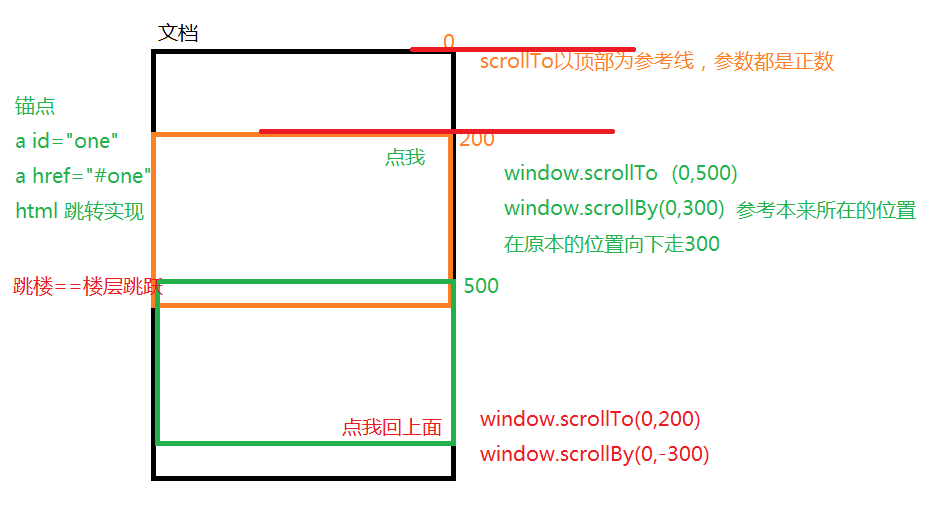 文档
0
scrollTo以顶部为参考线，参数都是正数
锚点
a id="one"
a href="#one"
html 跳转实现
200
点我
window.scrollTo  (0,500)
window.scrollBy(0,300)  参考本来所在的位置
在原本的位置向下走300
跳楼==楼层跳跃
500
点我回上面
window.scrollTo(0,200)
window.scrollBy(0,-300)